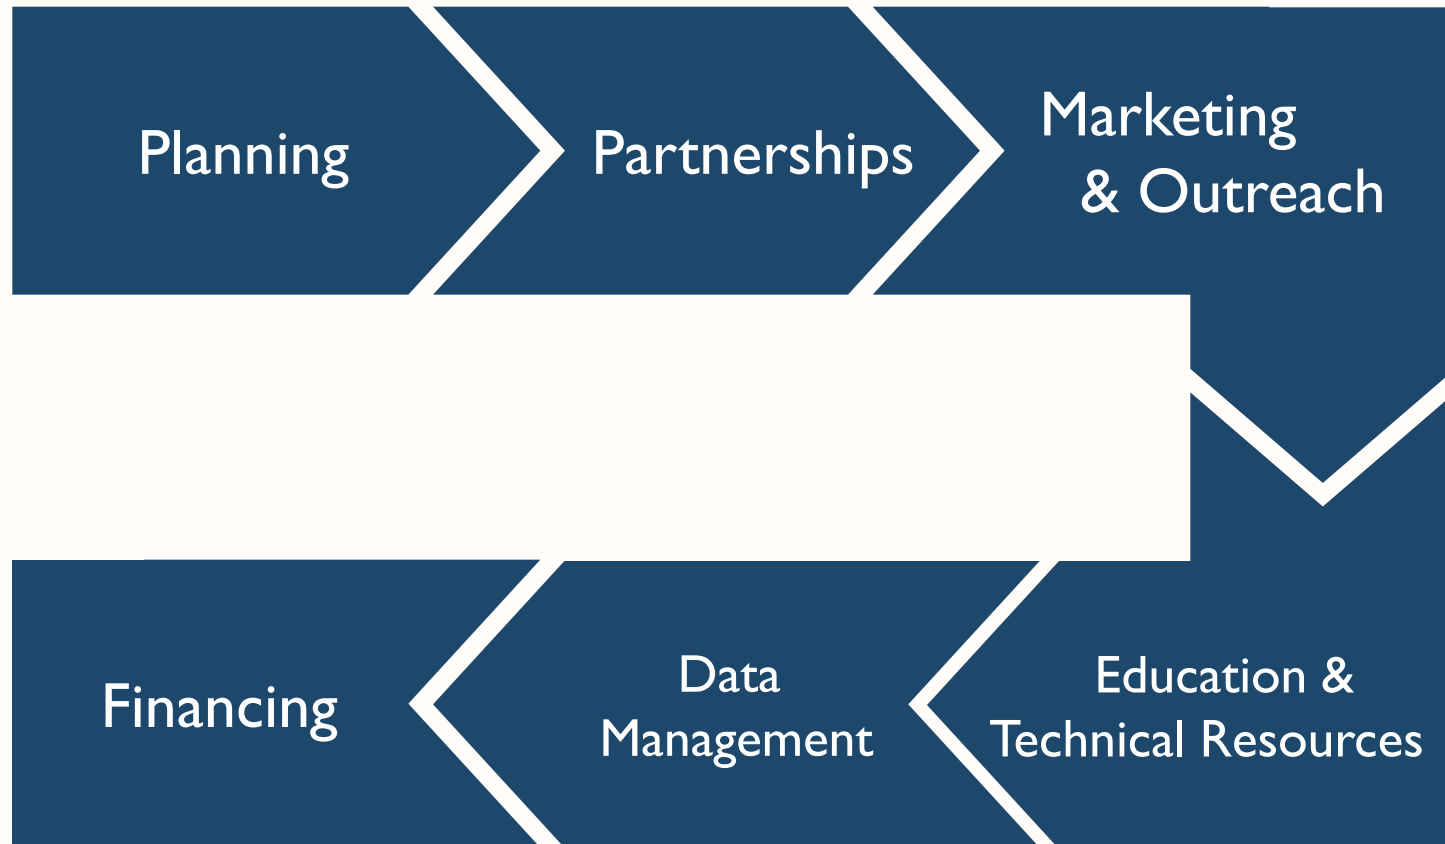 Planning
Partnerships
Marketing
& Outreach
Education &
Technical Resources
Data
Management
Financing